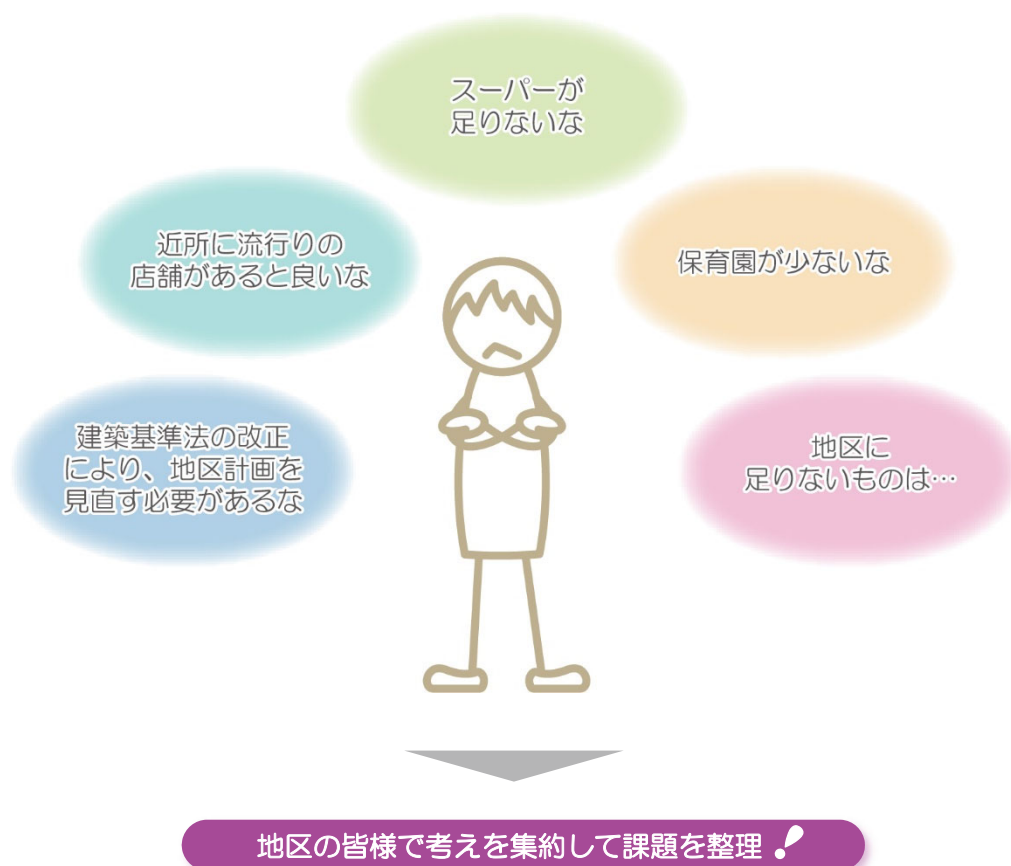 スーパーが
足りないな
近所に流行りの
店舗があると良いな
保育園が少ないな
建築基準法の改正
により、地区計画を
見直す必要があるな
地区に
足りないものは…
地区の皆様で考えを集約して課題を整理！